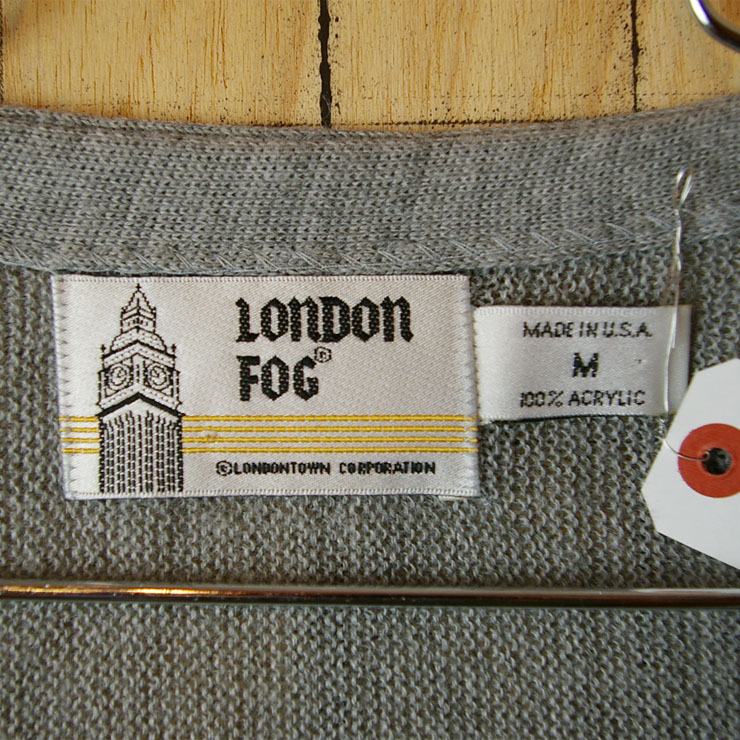 LONDON
FOG®
©LONDONTOWN CORPORATION
MADE IN U.S.A.
M
100% ACRYLIC